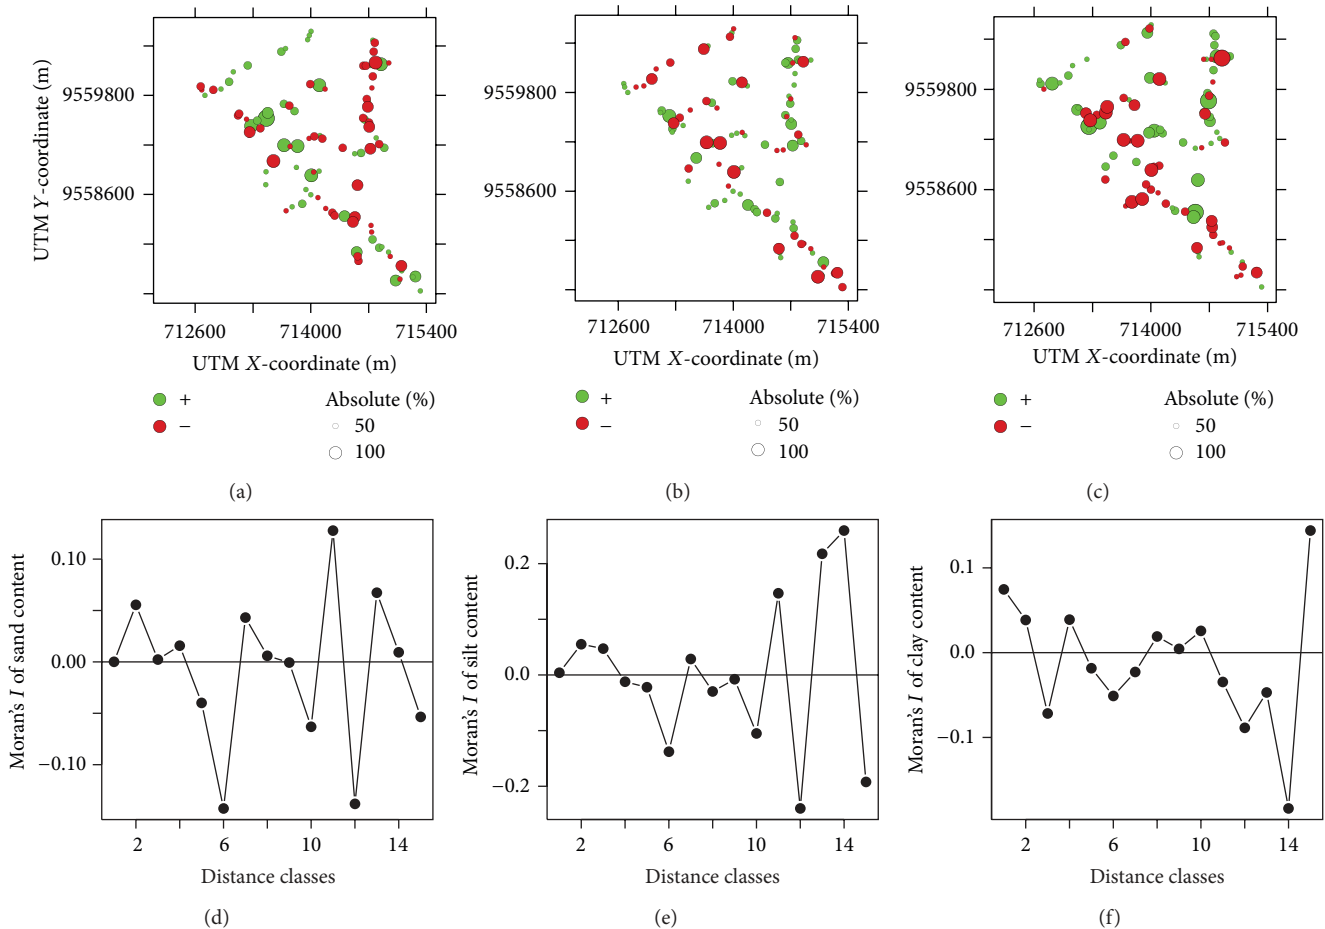 UTM Y-coordinate (m)
9559800
9558600
712600 714000 715400
UTM X-coordinate (m)
+
−
Absolute (%)
50
100
(a)
9559800
9558600
712600 714000 715400
UTM X-coordinate (m)
+
−
Absolute (%)
50
100
(b)
9559800
9558600
712600 714000 715400
UTM X-coordinate (m)
+
−
Absolute (%)
50
100
(c)
Moran's I of sand content
0.10
0.00
−0.10
2 6 10 14
Distance classes
(d)
Moran's I of silt content
0.2
0.0
−0.2
2 6 10 14
Distance classes
(e)
Moran's I of clay content
0.1
0.0
−0.1
2 6 10 14
Distance classes
(f)